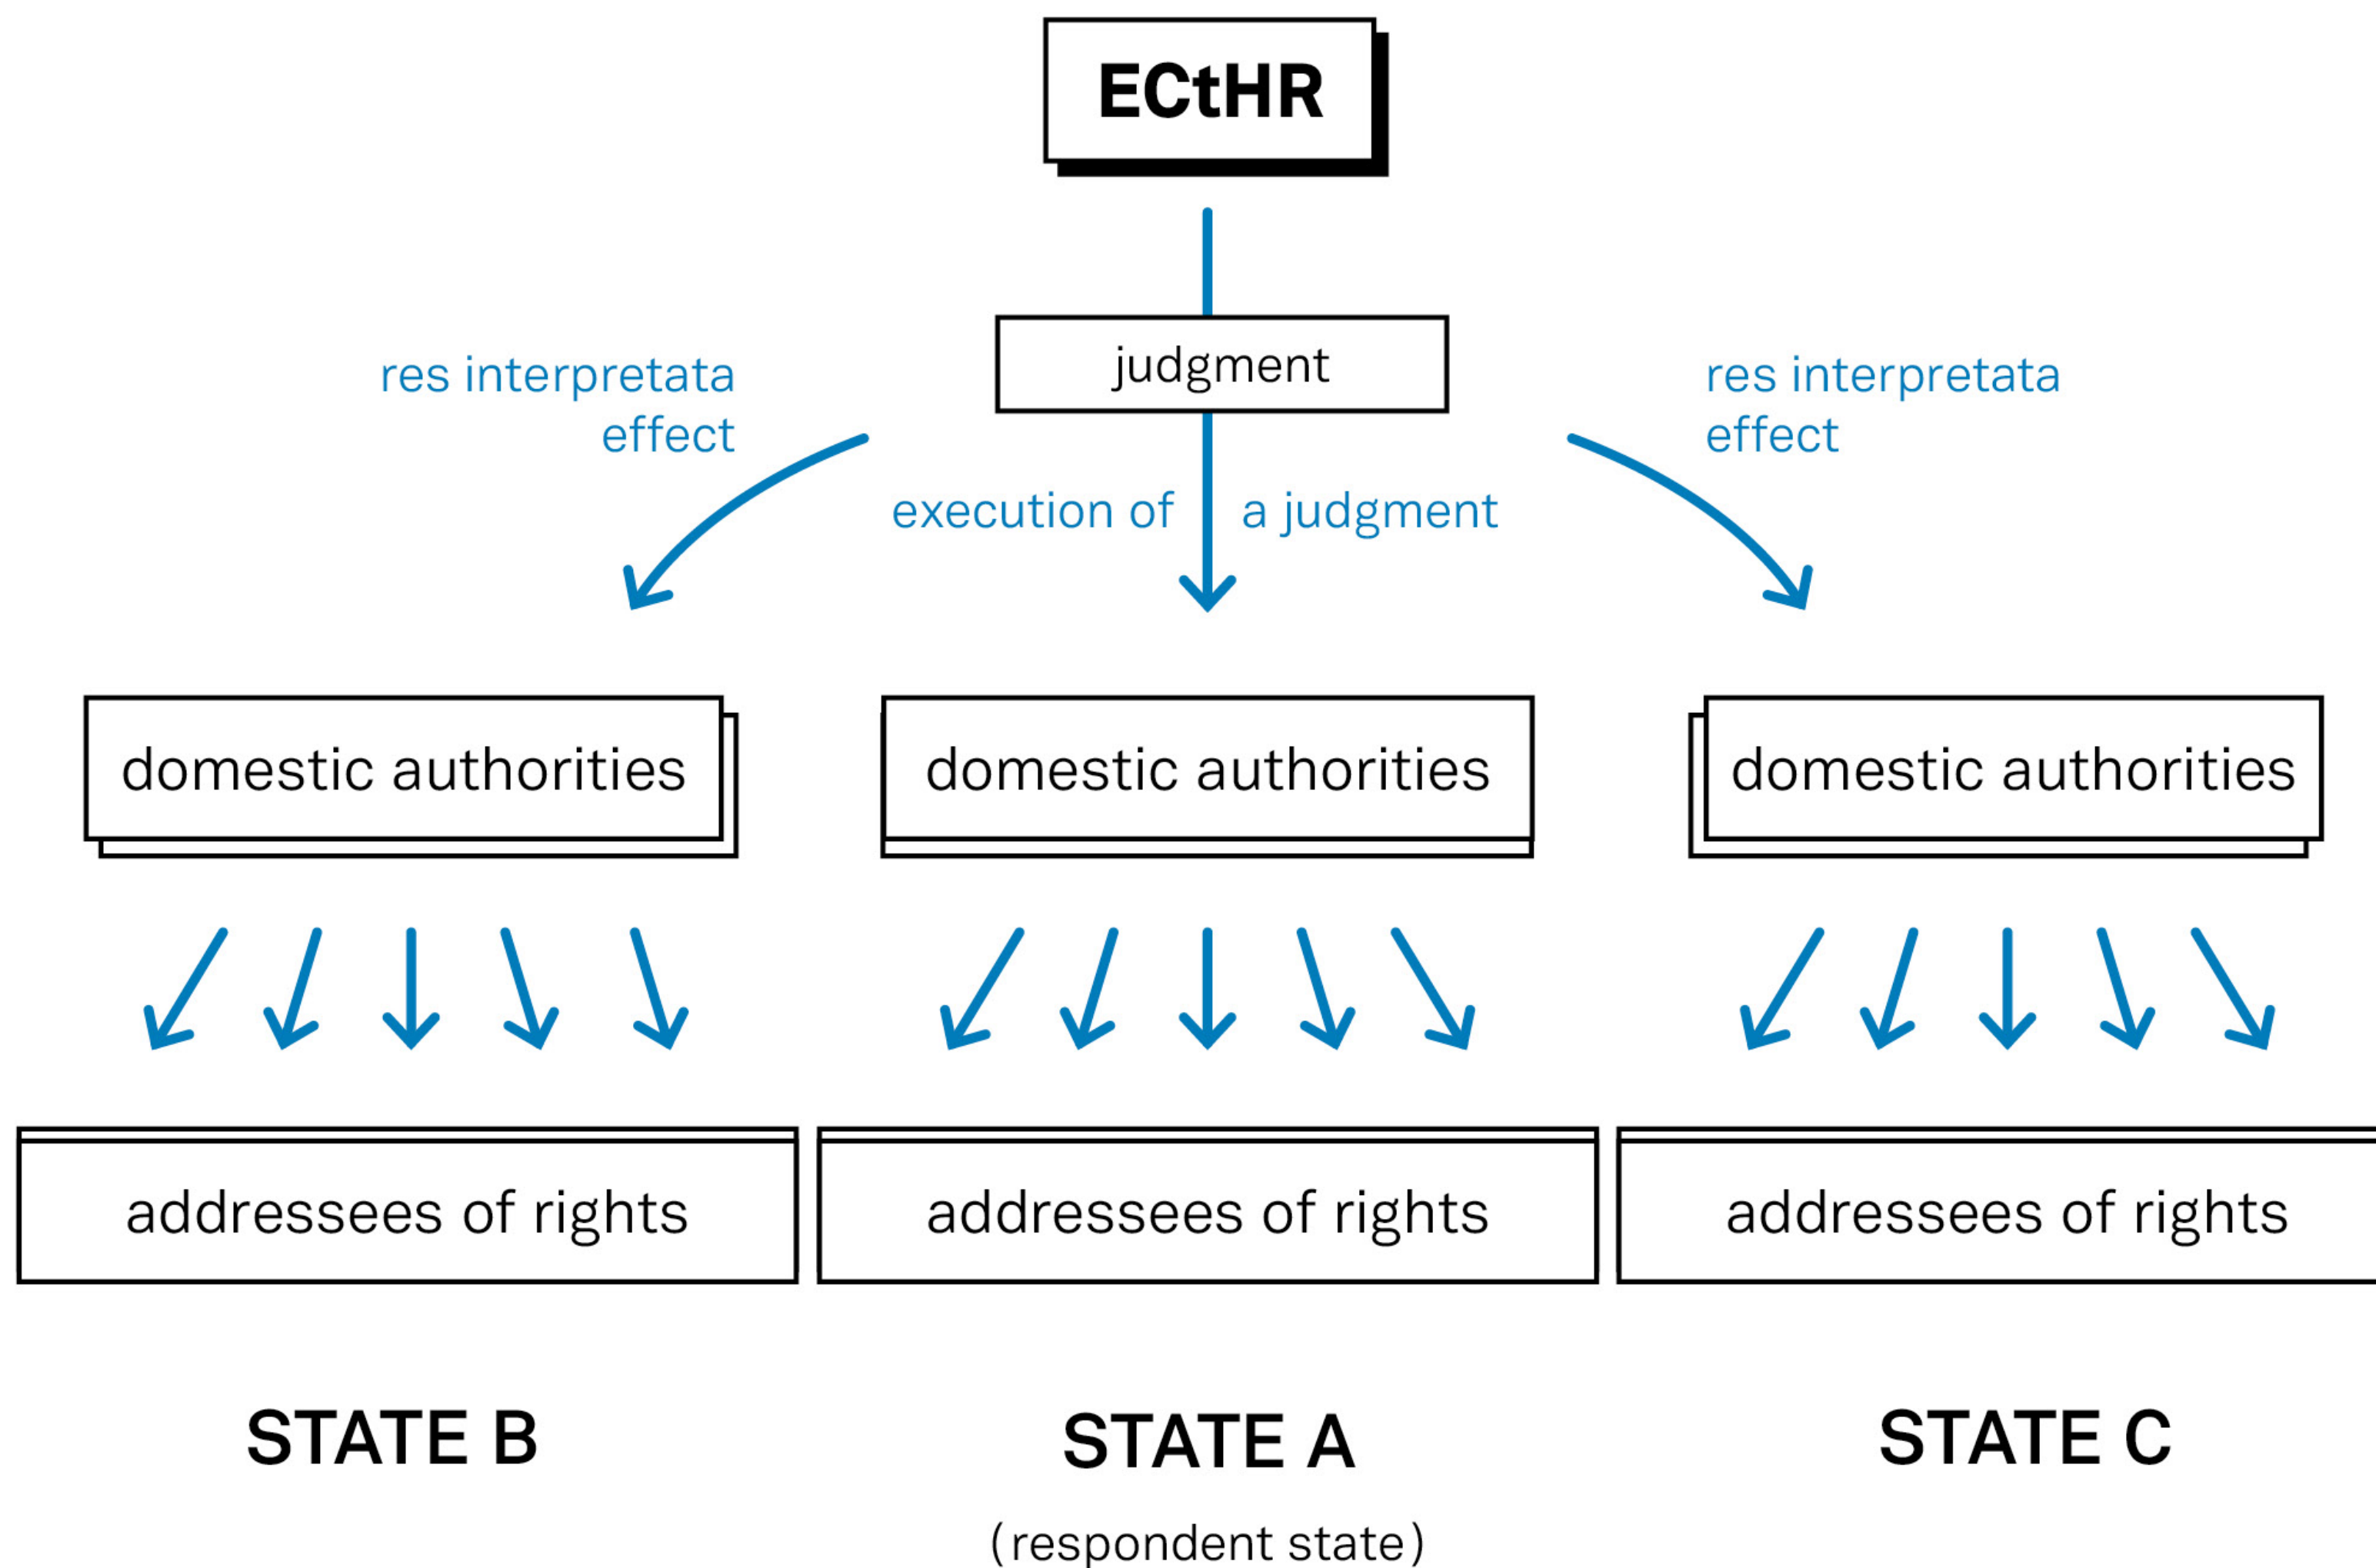 ECtHR
judgment
res interpretata
effect
res interpretata
effect
execution of a judgment
domestic authorities
domestic authorities
domestic authorities
addressees of rights
addressees of rights
addressees of rights
STATE B
STATE A
(respondent state)
STATE C